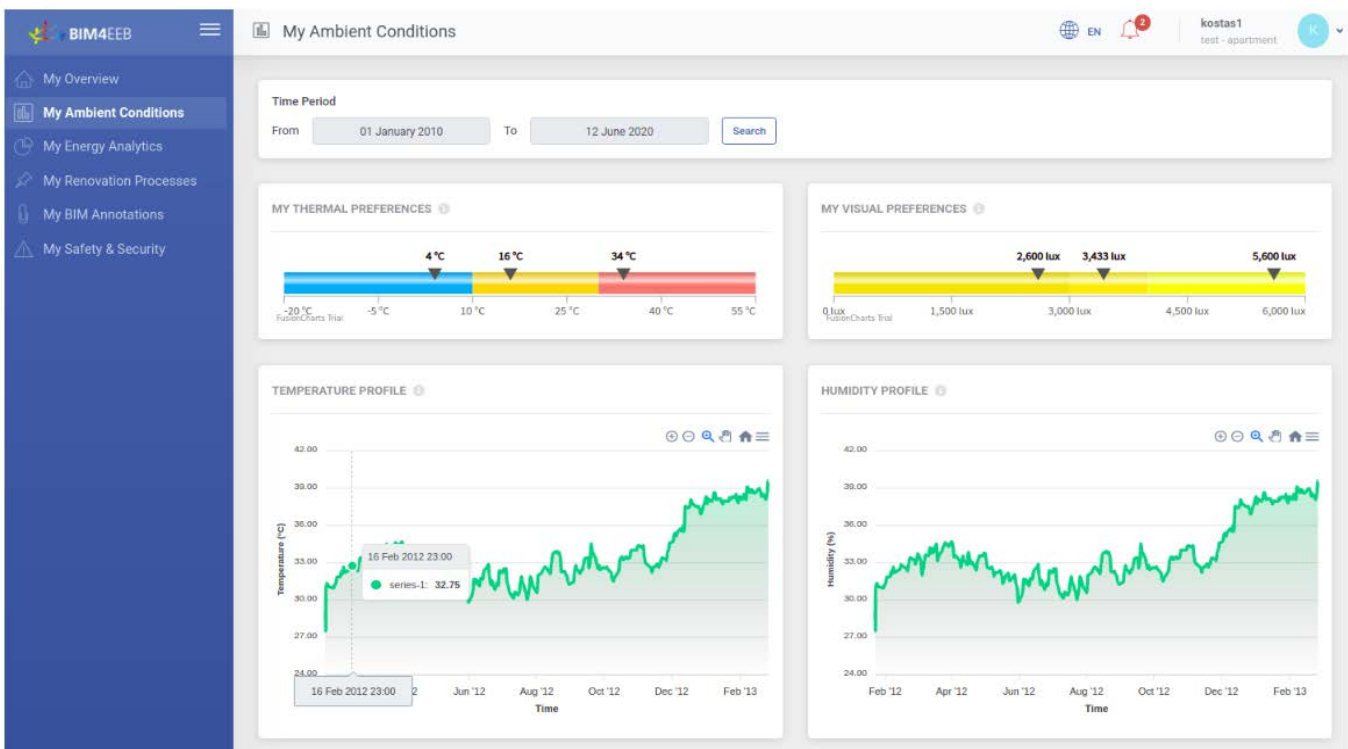 BIM4EEB
My Ambient Conditions
EN
2
kostas1
test - apartment
K
My Overview
My Ambient Conditions
My Energy Analytics
My Renovation Processes
My BIM Annotations
My Safety & Security
Time Period
From
01 January 2010
To
12 June 2020
Search
MY THERMAL PREFERENCES
4 °C
16 °C
34 °C
-20 °C
-5 °C
10 °C
25 °C
40 °C
55 °C
FusionCharts Trial
MY VISUAL PREFERENCES
2,600 lux
3,433 lux
5,600 lux
0 lux
1,500 lux
3,000 lux
4,500 lux
6,000 lux
FusionCharts Trial
TEMPERATURE PROFILE
42.00
39.00
36.00
33.00
30.00
27.00
24.00
Temperature (°C)
16 Feb 2012 23:00
series-1: 32.75
16 Feb 2012 23:00
2
Jun '12
Aug '12
Oct '12
Dec '12
Feb '13
Time
HUMIDITY PROFILE
42.00
39.00
36.00
33.00
30.00
27.00
24.00
Humidity (%)
Feb '12
Apr '12
Jun '12
Aug '12
Oct '12
Dec '12
Feb '13
Time